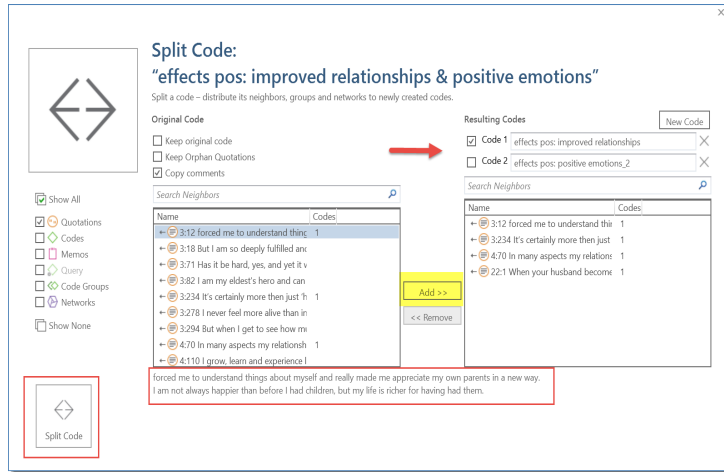 Split Code:
“effects pos: improved relationships & positive emotions”
Split a code – distribute its neighbors, groups and networks to newly created codes.
Original Code
Keep original code
Keep Orphan Quotations
Copy comments
Search Neighbors
Name Codes
3:12 forced me to understand thing 1
3:18 But I am so deeply fulfilled and
3:71 Has it be hard, yes, and yet it v
3:82 I am my eldest's hero and can
3:234 It's certainly more then just 'h 1
3:278 I never feel more alive than in
3:294 But when I get to see how mu
4:70 In many aspects my relationsh 1
4:110 I grow, learn and experience l
Add >>
<< Remove
Resulting Codes
New Code
Code 1 effects pos: improved relationships
Code 2 effects pos: positive emotions_2
Search Neighbors
Name Codes
3:12 forced me to understand thin 1
3:234 It's certainly more then just 1
4:70 In many aspects my relations 1
22:1 When your husband become 1
forced me to understand things about myself and really made me appreciate my own parents in a new way.
I am not always happier than before I had children, but my life is richer for having had them.
Show All
Quotations
Codes
Memos
Query
Code Groups
Networks
Show None
Split Code